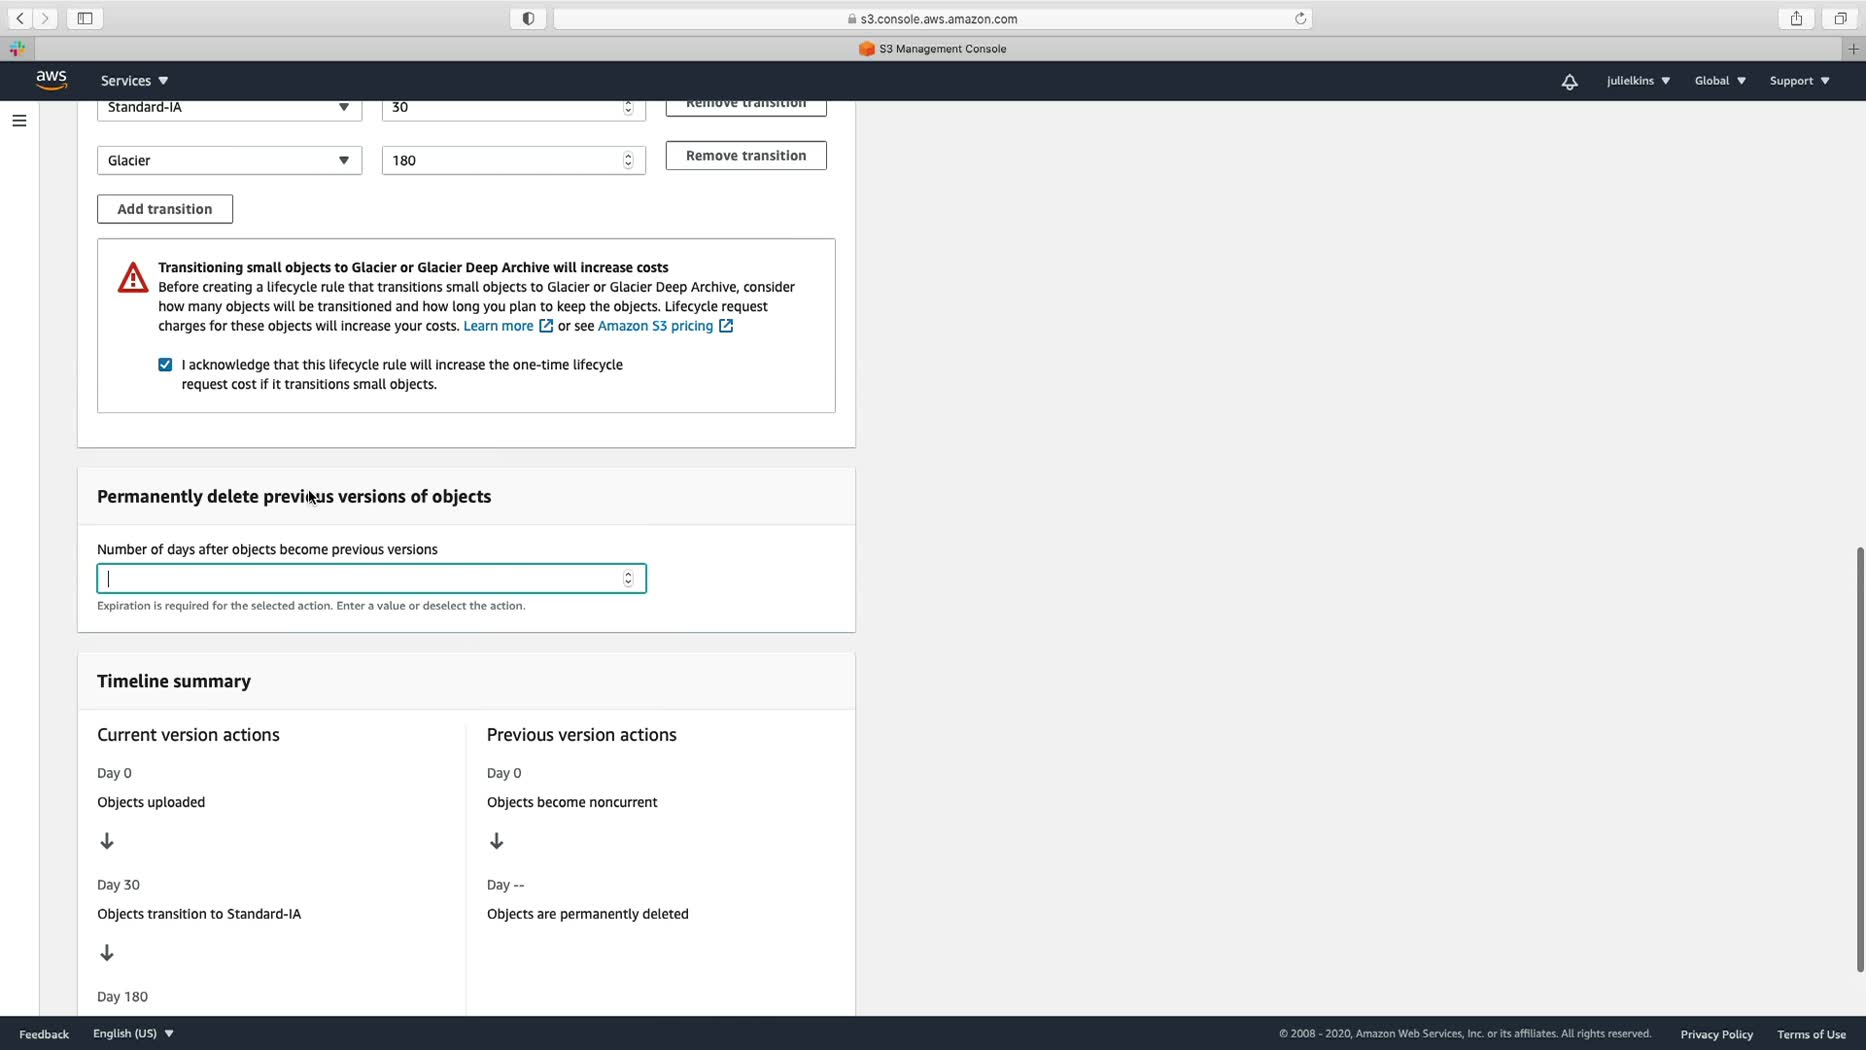 s3.console.aws.amazon.com
S3 Management Console
aws
Services
julielkins
Global
Support
Standard-IA
30
Remove transition
Glacier
180
Remove transition
Add transition
Transitioning small objects to Glacier or Glacier Deep Archive will increase costs
Before creating a lifecycle rule that transitions small objects to Glacier or Glacier Deep Archive, consider
how many objects will be transitioned and how long you plan to keep the objects. Lifecycle request
charges for these objects will increase your costs. Learn more or see Amazon S3 pricing
I acknowledge that this lifecycle rule will increase the one-time lifecycle
request cost if it transitions small objects.
Permanently delete previous versions of objects
Number of days after objects become previous versions
Expiration is required for the selected action. Enter a value or deselect the action.
Timeline summary
Current version actions
Day 0
Objects uploaded
Day 30
Objects transition to Standard-IA
Day 180
Previous version actions
Day 0
Objects become noncurrent
Day --
Objects are permanently deleted
Feedback
English (US)
© 2008 - 2020, Amazon Web Services, Inc. or its affiliates. All rights reserved.
Privacy Policy
Terms of Use